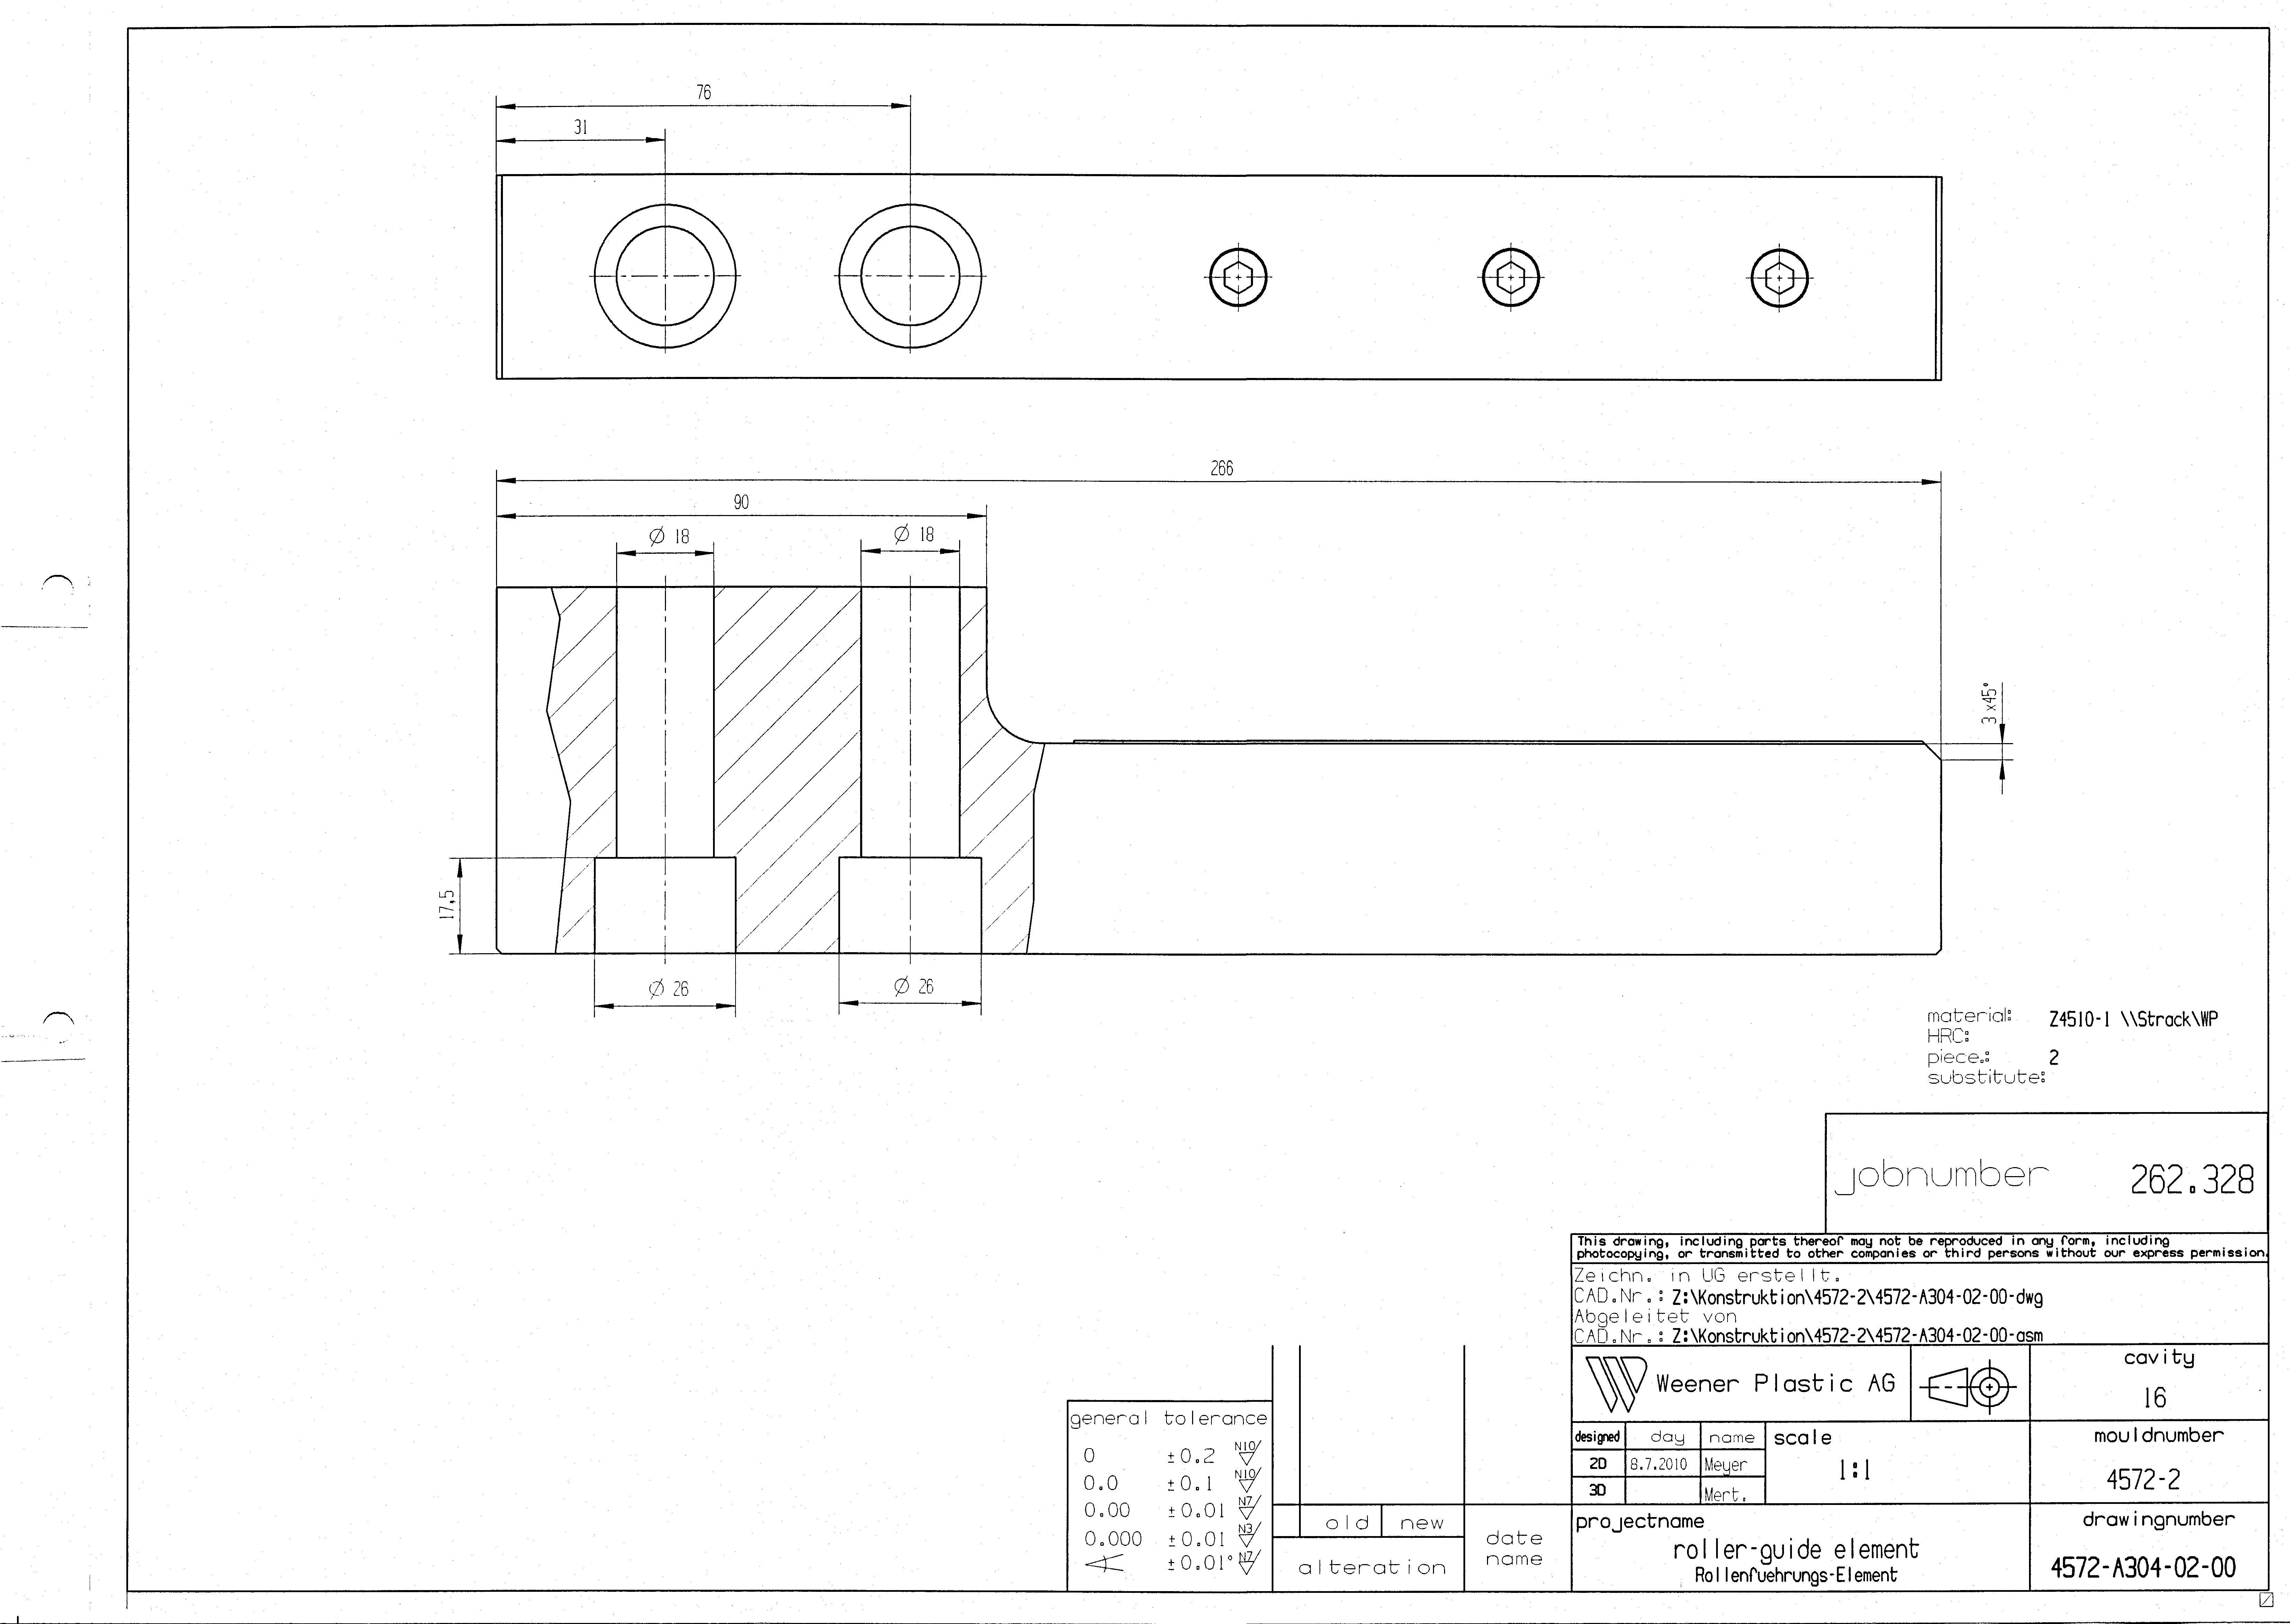 76
31
266
90
Ø 18
Ø 18
3 x45°
17,5
Ø 26
Ø 26
material: Z4510-1 \\Strack\WP
HRC:
piece.: 2
substitute:
jobnumber 262.328
This drawing, including parts thereof may not be reproduced in any form, including
photocopying, or transmitted to other companies or third persons without our express permission.
Zeichn. in UG erstellt.
CAD.Nr.: Z:\Konstruktion\4572-2\4572-A304-02-00-dwg
Abgeleitet von
CAD.Nr.: Z:\Konstruktion\4572-2\4572-A304-02-00-asm
Weener Plastic AG
cavity
16
designed day name
2D 8.7.2010 Meyer
3D Mert.
scale
1:1
mouldnumber
4572-2
projectname
roller-guide element
Rollenfuehrungs-Element
drawingnumber
4572-A304-02-00
general tolerance
0 ±0.2 N10
0.0 ±0.1 N10
0.00 ±0.01 N7
0.000 ±0.01 N3
±0.01° N7
old new
alteration
date
name